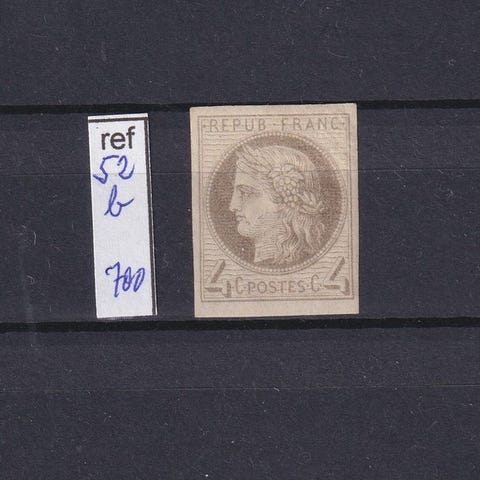 ref
52
b
700
·REPUB·FRANC·
4 C·POSTES·C· 4